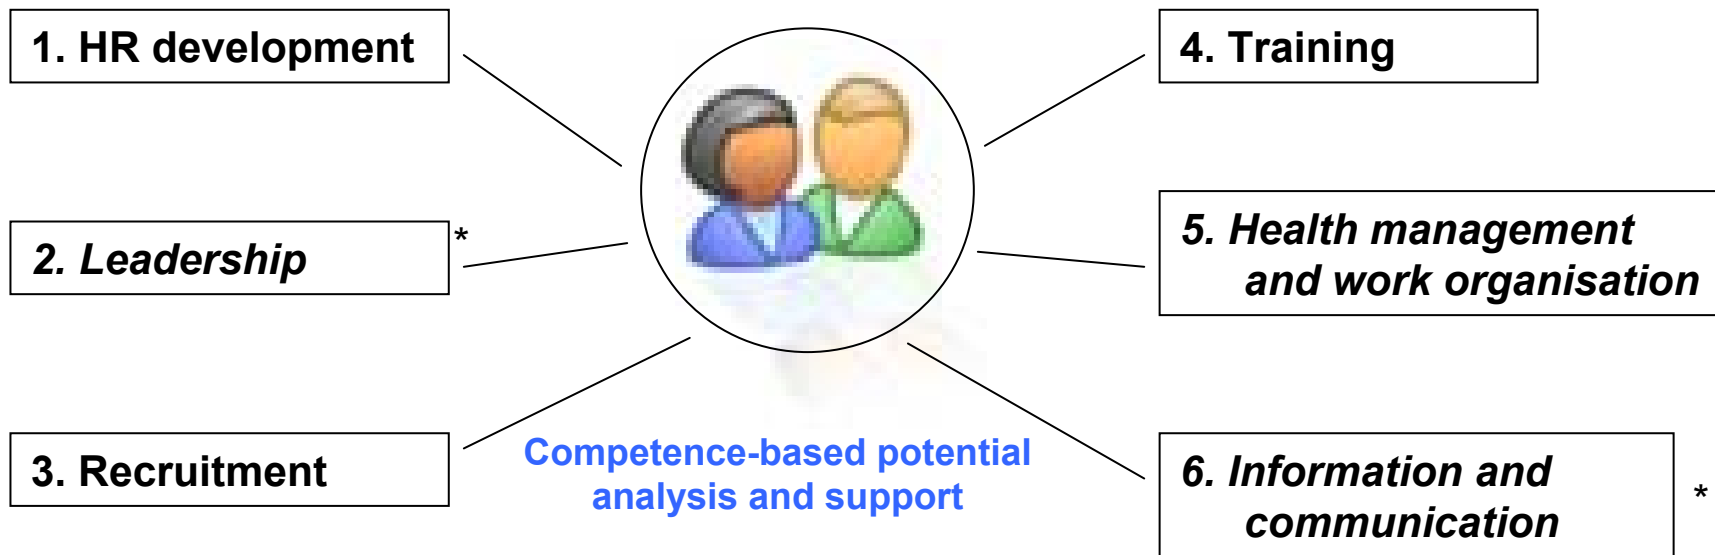 1. HR development
2. Leadership
*
3. Recruitment
Competence-based potential
analysis and support
4. Training
5. Health management
and work organisation
6. Information and
communication
*